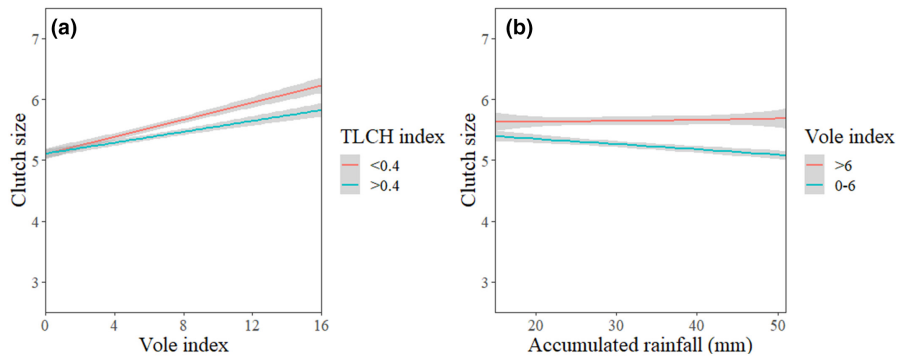 (a)
7
6
5
4
3
Clutch size
0 4 8 12 16
Vole index
TLCH index
<0.4
>0.4
(b)
7
6
5
4
3
Clutch size
20 30 40 50
Accumulated rainfall (mm)
Vole index
>6
0-6